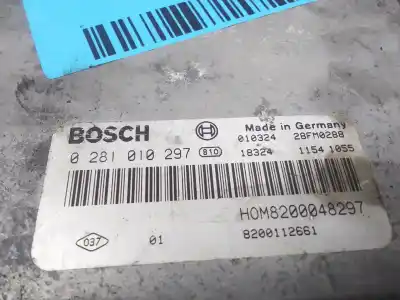 BOSCH
Made in Germany
010324 28FM0288
0 281 010 297 810 18324 1154 1055
HOM8200048297
037 01 8200112661